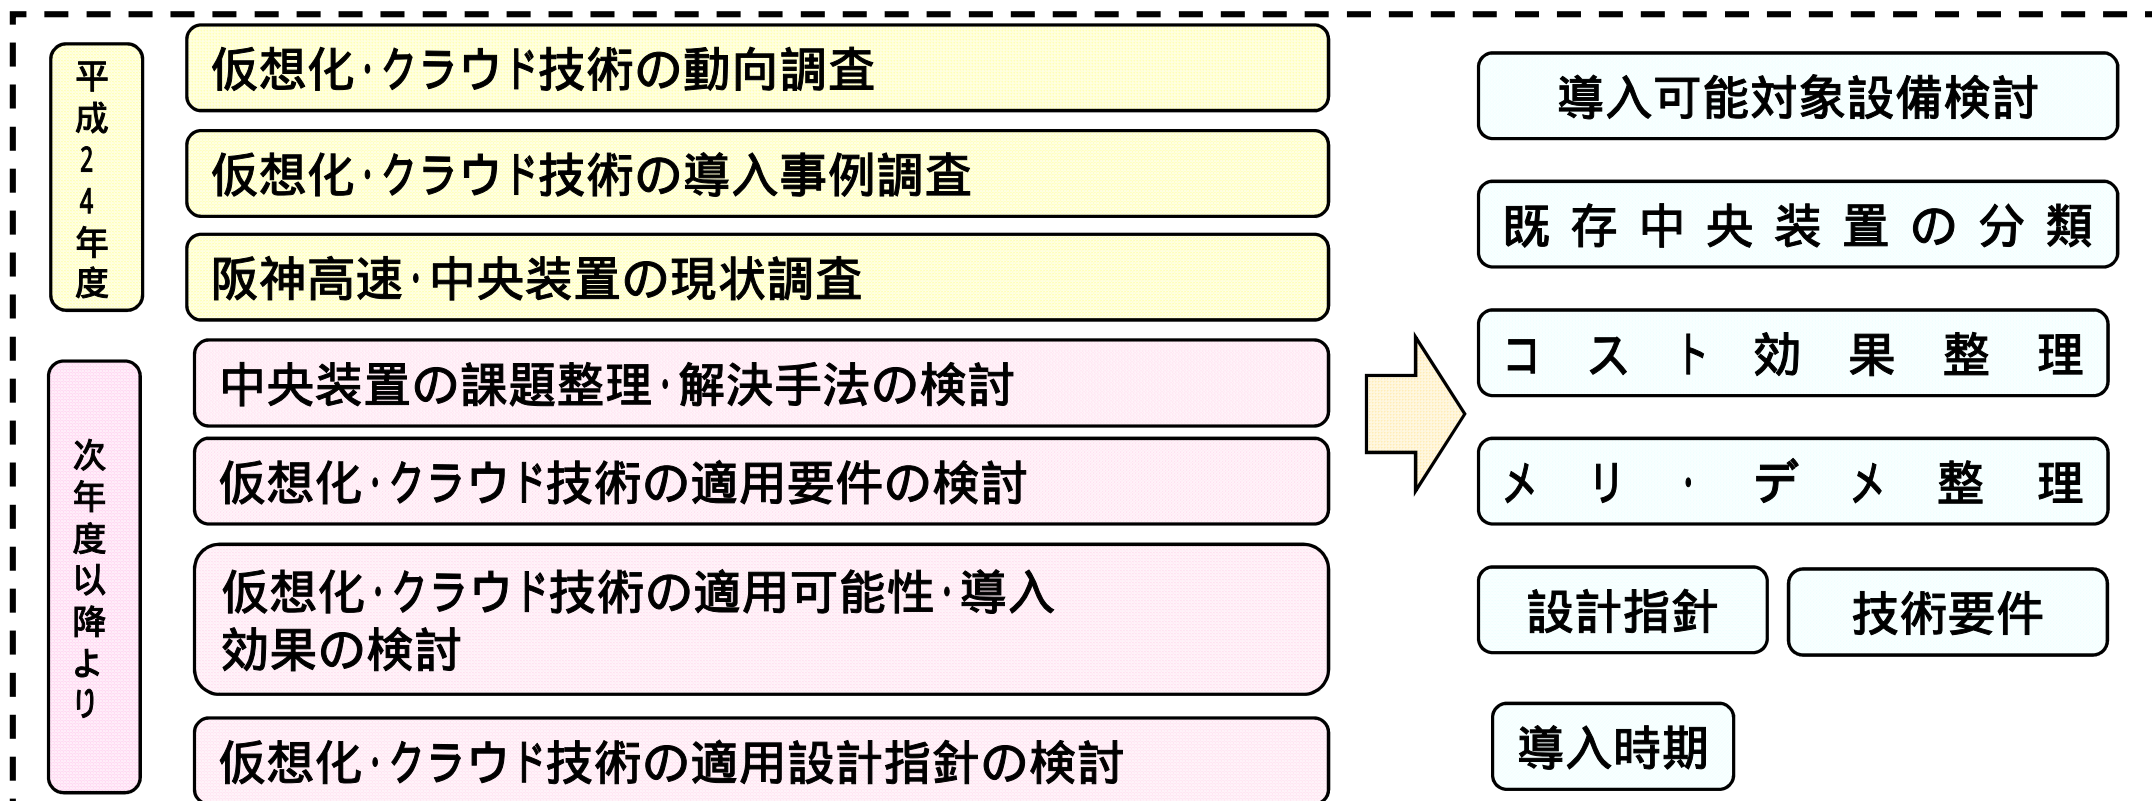 平成24年度
仮想化・クラウド技術の動向調査
仮想化・クラウド技術の導入事例調査
阪神高速・中央装置の現状調査
次年度以降より
中央装置の課題整理・解決手法の検討
仮想化・クラウド技術の適用要件の検討
仮想化・クラウド技術の適用可能性・導入
効果の検討
仮想化・クラウド技術の適用設計指針の検討
導入可能対象設備検討
既存中央装置の分類
コスト効果整理
メリ・デメ整理
設計指針
技術要件
導入時期